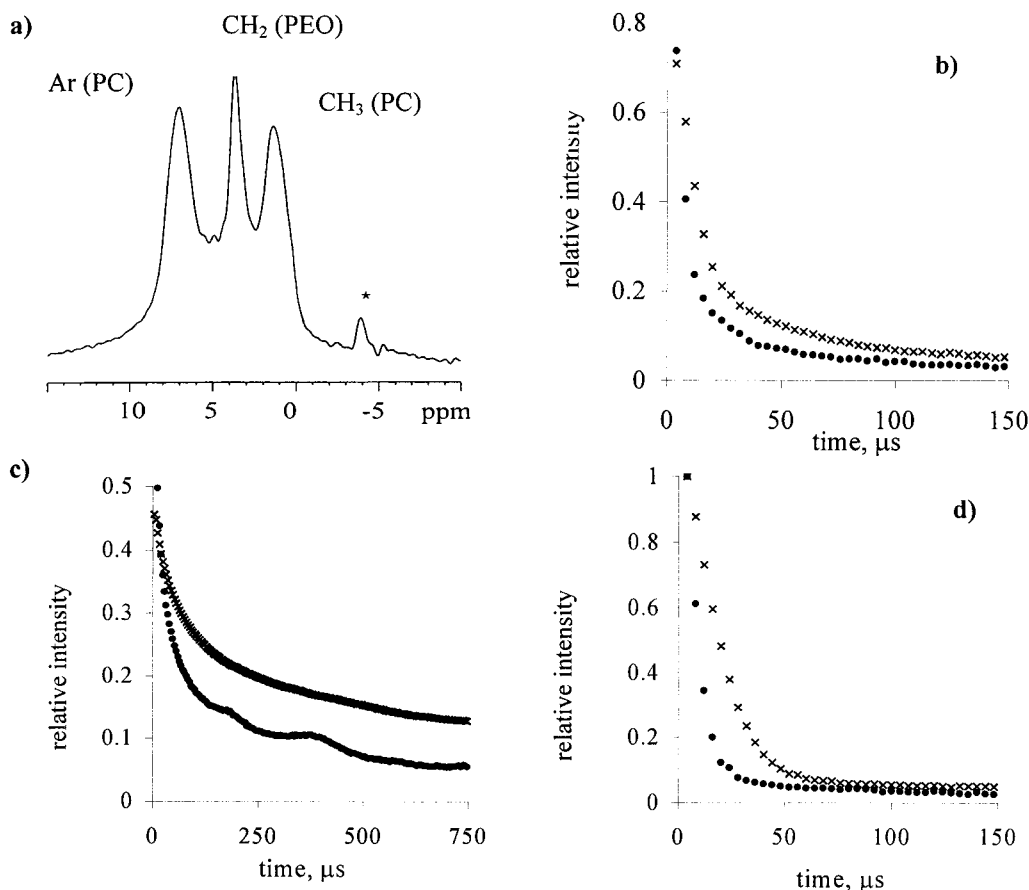 a)
CH₂ (PEO)
Ar (PC)
CH₃ (PC)
★
10 5 0 -5 ppm
b)
0.8
0.6
0.4
0.2
0
relative intensity
0 50 100 150
time, μs
c)
0.5
0.4
0.3
0.2
0.1
0
relative intensity
0 250 500 750
time, μs
d)
1
0.8
0.6
0.4
0.2
0
relative intensity
0 50 100 150
time, μs